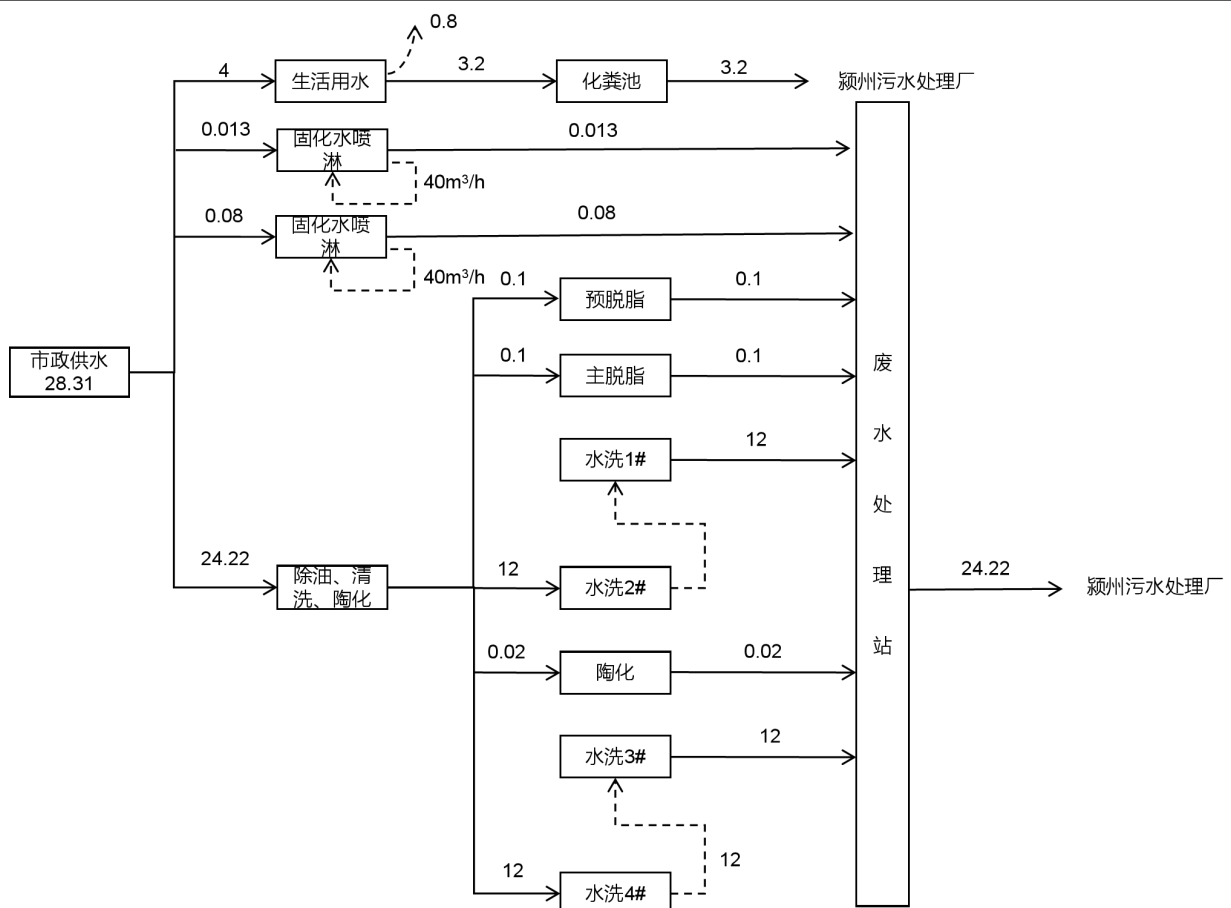 0.8
4
生活用水
3.2
化粪池
3.2
颍州污水处理厂
0.013
固化水喷
淋
0.013
40m³/h
0.08
固化水喷
淋
0.08
40m³/h
0.1
预脱脂
0.1
市政供水
28.31
0.1
主脱脂
0.1
废
水
处
理
站
水洗1#
12
24.22
除油、清
洗、陶化
12
水洗2#
24.22
颍州污水处理厂
0.02
陶化
0.02
水洗3#
12
12
12
水洗4#